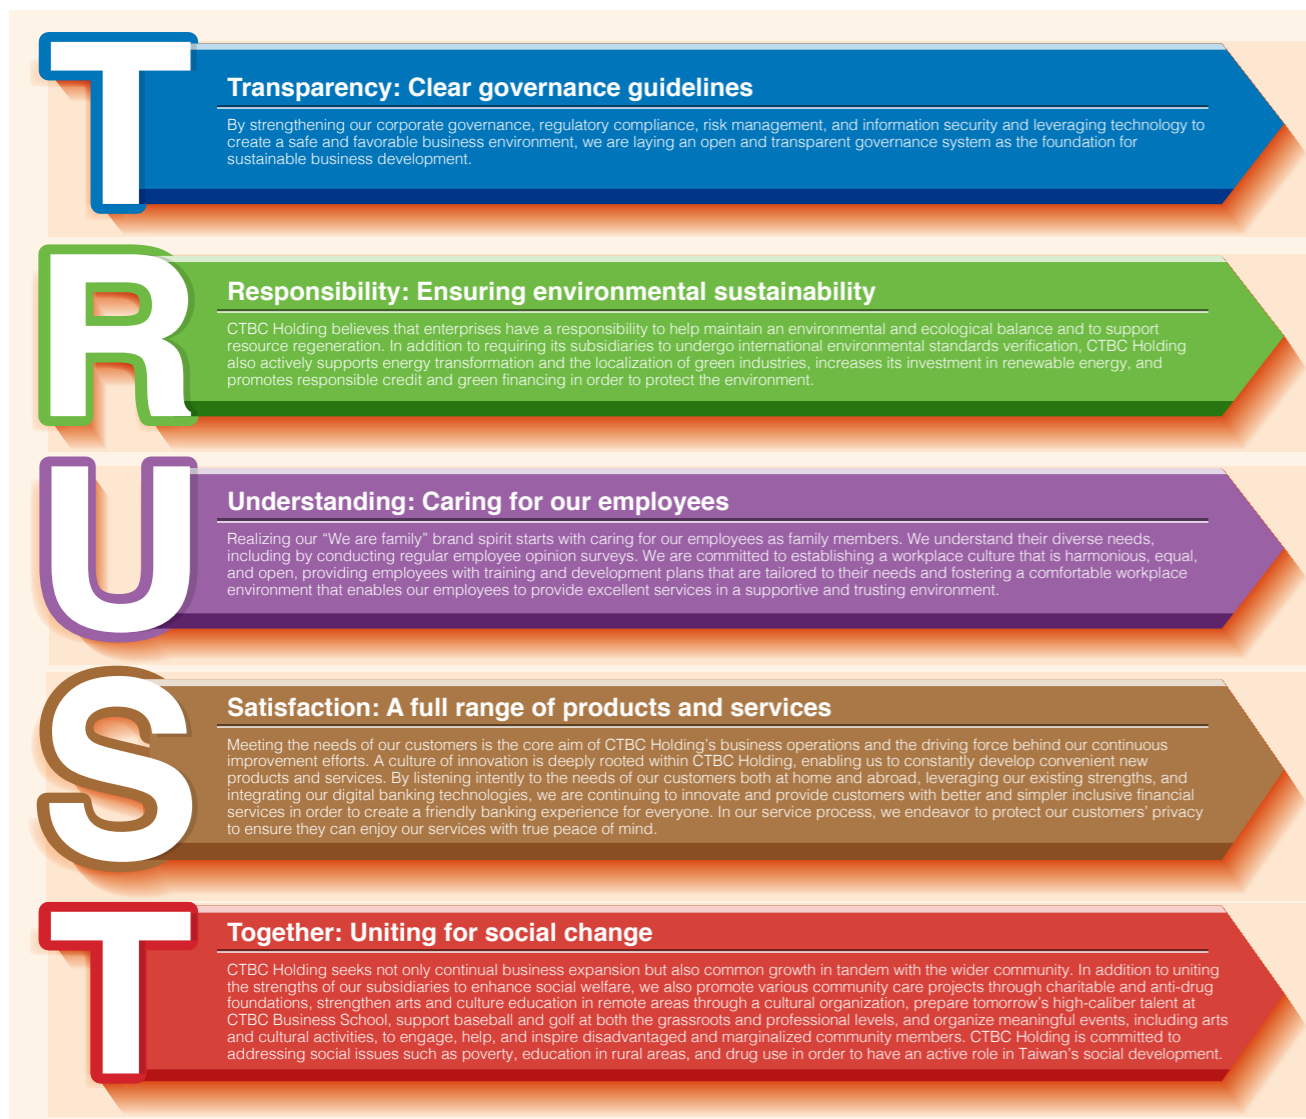 T
Transparency: Clear governance guidelines
By strengthening our corporate governance, regulatory compliance, risk management, and information security and leveraging technology to
create a safe and favorable business environment, we are laying an open and transparent governance system as the foundation for
sustainable business development.
R
Responsibility: Ensuring environmental sustainability
CTBC Holding believes that enterprises have a responsibility to help maintain an environmental and ecological balance and to support
resource regeneration. In addition to requiring its subsidiaries to undergo international environmental standards verification, CTBC Holding
also actively supports energy transformation and the localization of green industries, increases its investment in renewable energy, and
promotes responsible credit and green financing in order to protect the environment.
U
Understanding: Caring for our employees
Realizing our “We are family” brand spirit starts with caring for our employees as family members. We understand their diverse needs,
including by conducting regular employee opinion surveys. We are committed to establishing a workplace culture that is harmonious, equal,
and open, providing employees with training and development plans that are tailored to their needs and fostering a comfortable workplace
environment that enables our employees to provide excellent services in a supportive and trusting environment.
S
Satisfaction: A full range of products and services
Meeting the needs of our customers is the core aim of CTBC Holding’s business operations and the driving force behind our continuous
improvement efforts. A culture of innovation is deeply rooted within CTBC Holding, enabling us to constantly develop convenient new
products and services. By listening intently to the needs of our customers both at home and abroad, leveraging our existing strengths, and
integrating our digital banking technologies, we are continuing to innovate and provide customers with better and simpler inclusive financial
services in order to create a friendly banking experience for everyone. In our service process, we endeavor to protect our customers’ privacy
to ensure they can enjoy our services with true peace of mind.
T
Together: Uniting for social change
CTBC Holding seeks not only continual business expansion but also common growth in tandem with the wider community. In addition to uniting
the strengths of our subsidiaries to enhance social welfare, we also promote various community care projects through charitable and anti-drug
foundations, strengthen arts and culture education in remote areas through a cultural organization, prepare tomorrow’s high-caliber talent at
CTBC Business School, support baseball and golf at both the grassroots and professional levels, and organize meaningful events, including arts
and cultural activities, to engage, help, and inspire disadvantaged and marginalized community members. CTBC Holding is committed to
addressing social issues such as poverty, education in rural areas, and drug use in order to have an active role in Taiwan’s social development.